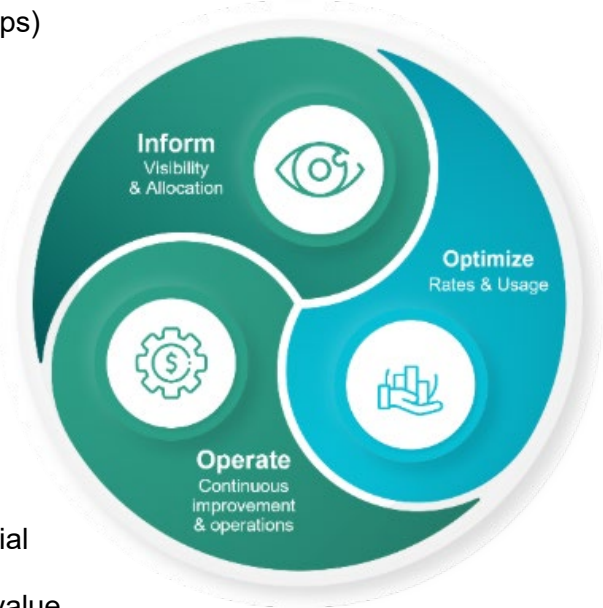 ps)
Inform
Visibility
& Allocation
Optimize
Rates & Usage
$
Operate
Continuous
improvement
& operations
ial
value